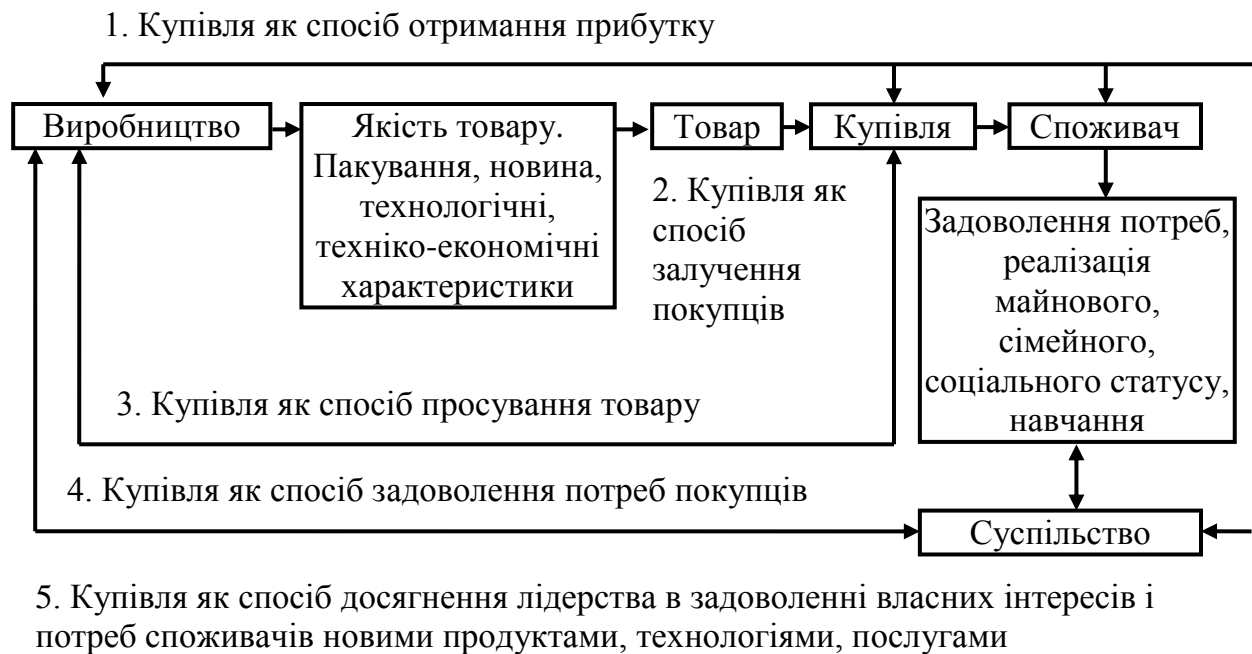 1. Купівля як спосіб отримання прибутку
Виробництво
Якість товару.
Пакування, новина,
технологічні,
техніко-економічні
характеристики
Товар
Купівля
Споживач
2. Купівля як
спосіб
залучення
покупців
Задоволення потреб,
реалізація
майнового,
сімейного,
соціального статусу,
навчання
3. Купівля як спосіб просування товару
4. Купівля як спосіб задоволення потреб покупців
Суспільство
5. Купівля як спосіб досягнення лідерства в задоволенні власних інтересів і
потреб споживачів новими продуктами, технологіями, послугами